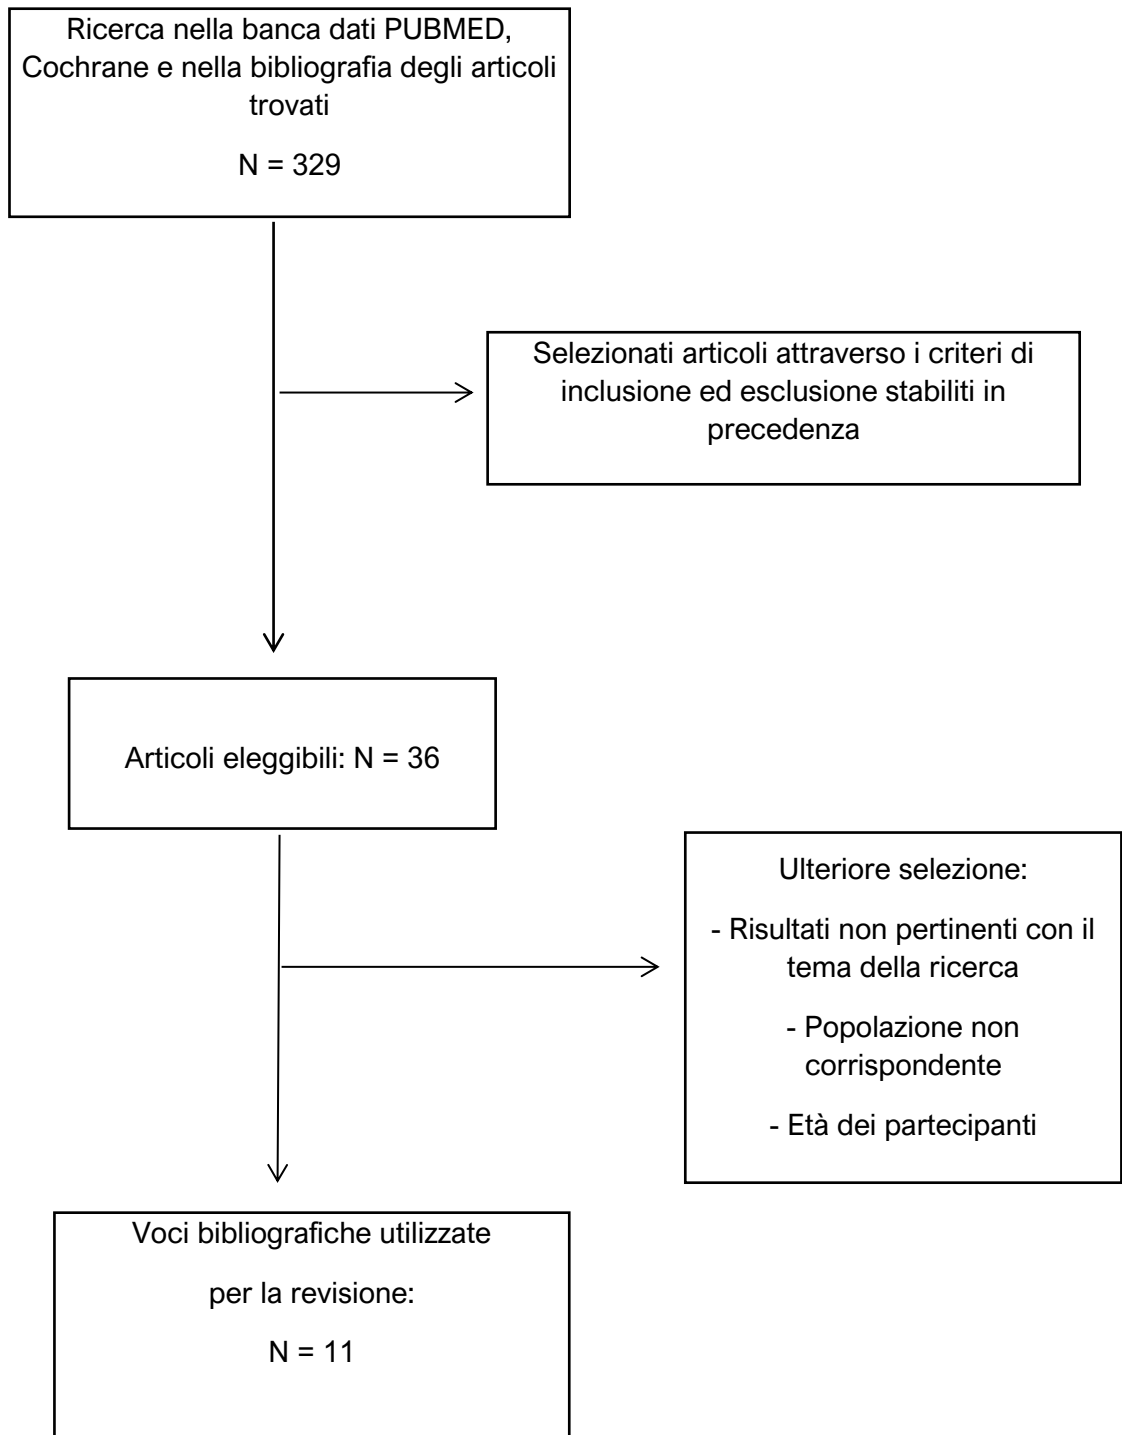 Ricerca nella banca dati PUBMED,
Cochrane e nella bibliografia degli articoli
trovati
N = 329
Selezionati articoli attraverso i criteri di
inclusione ed esclusione stabiliti in
precedenza
Articoli eleggibili: N = 36
Ulteriore selezione:
- Risultati non pertinenti con il
tema della ricerca
- Popolazione non
corrispondente
- Età dei partecipanti
Voci bibliografiche utilizzate
per la revisione:
N = 11